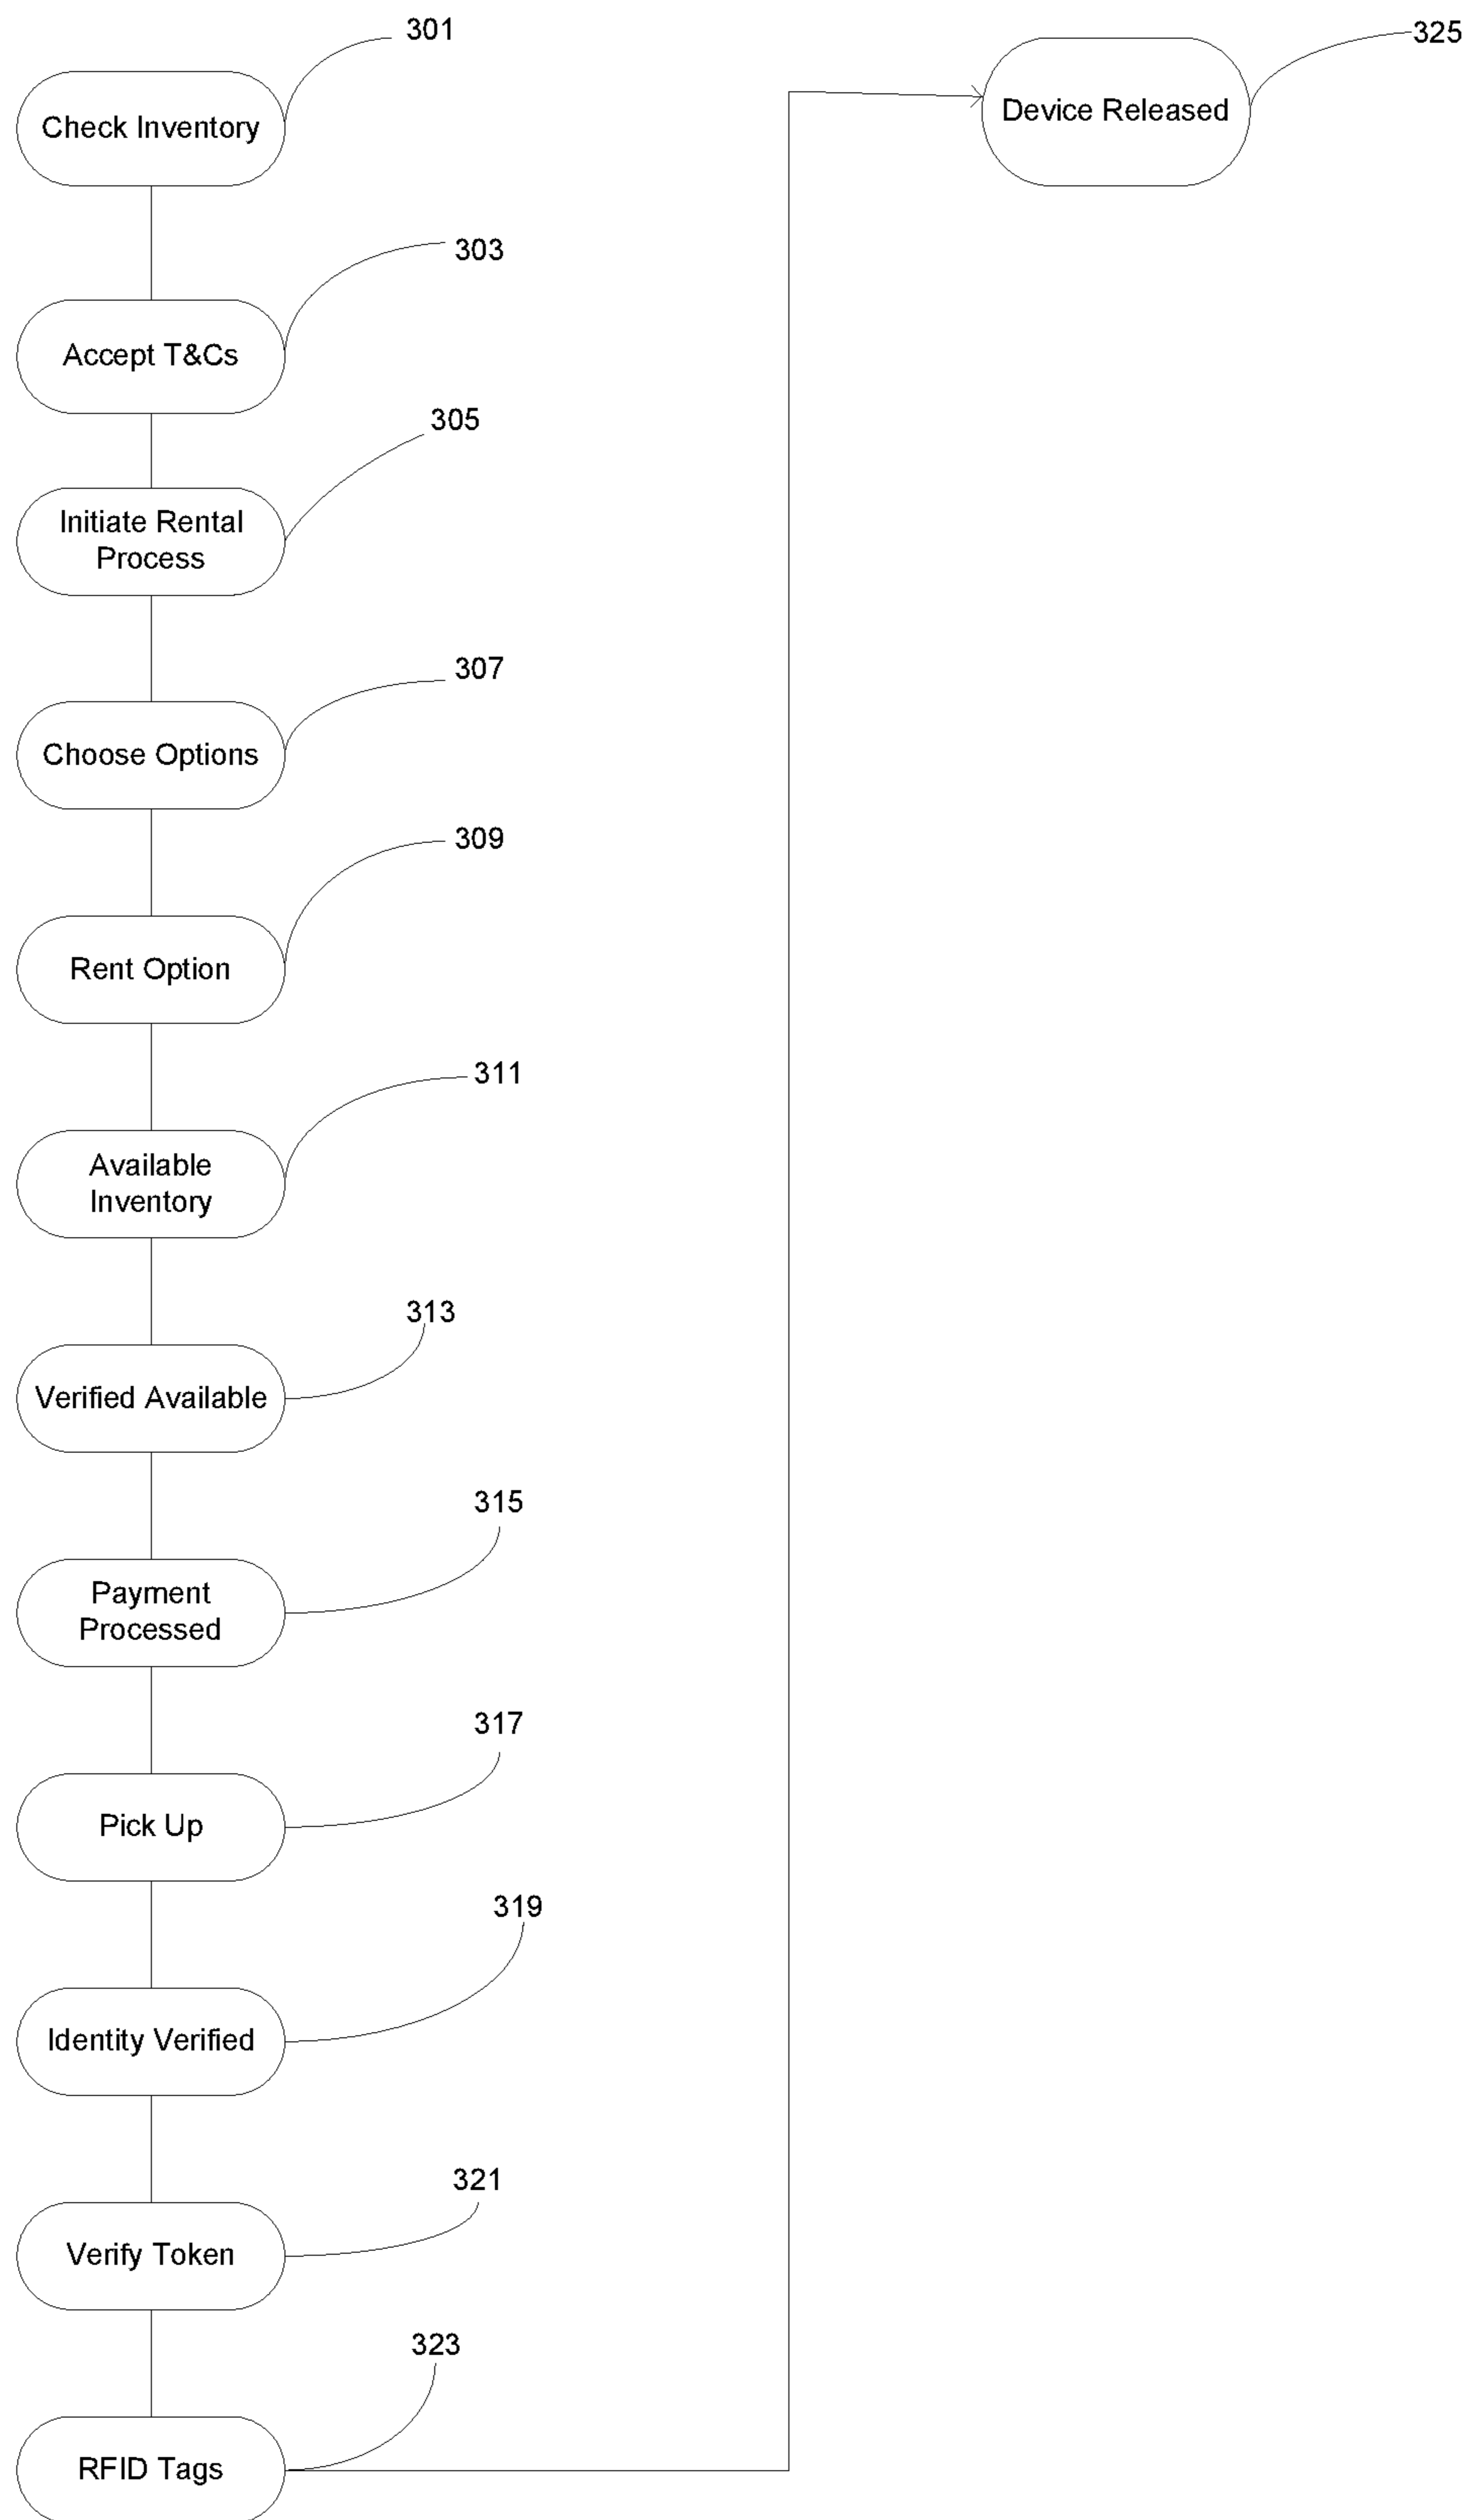 301
Check Inventory
303
Accept T&Cs
305
Initiate Rental
Process
307
Choose Options
309
Rent Option
311
Available
Inventory
313
Verified Available
315
Payment
Processed
317
Pick Up
319
Identity Verified
321
Verify Token
323
RFID Tags
325
Device Released